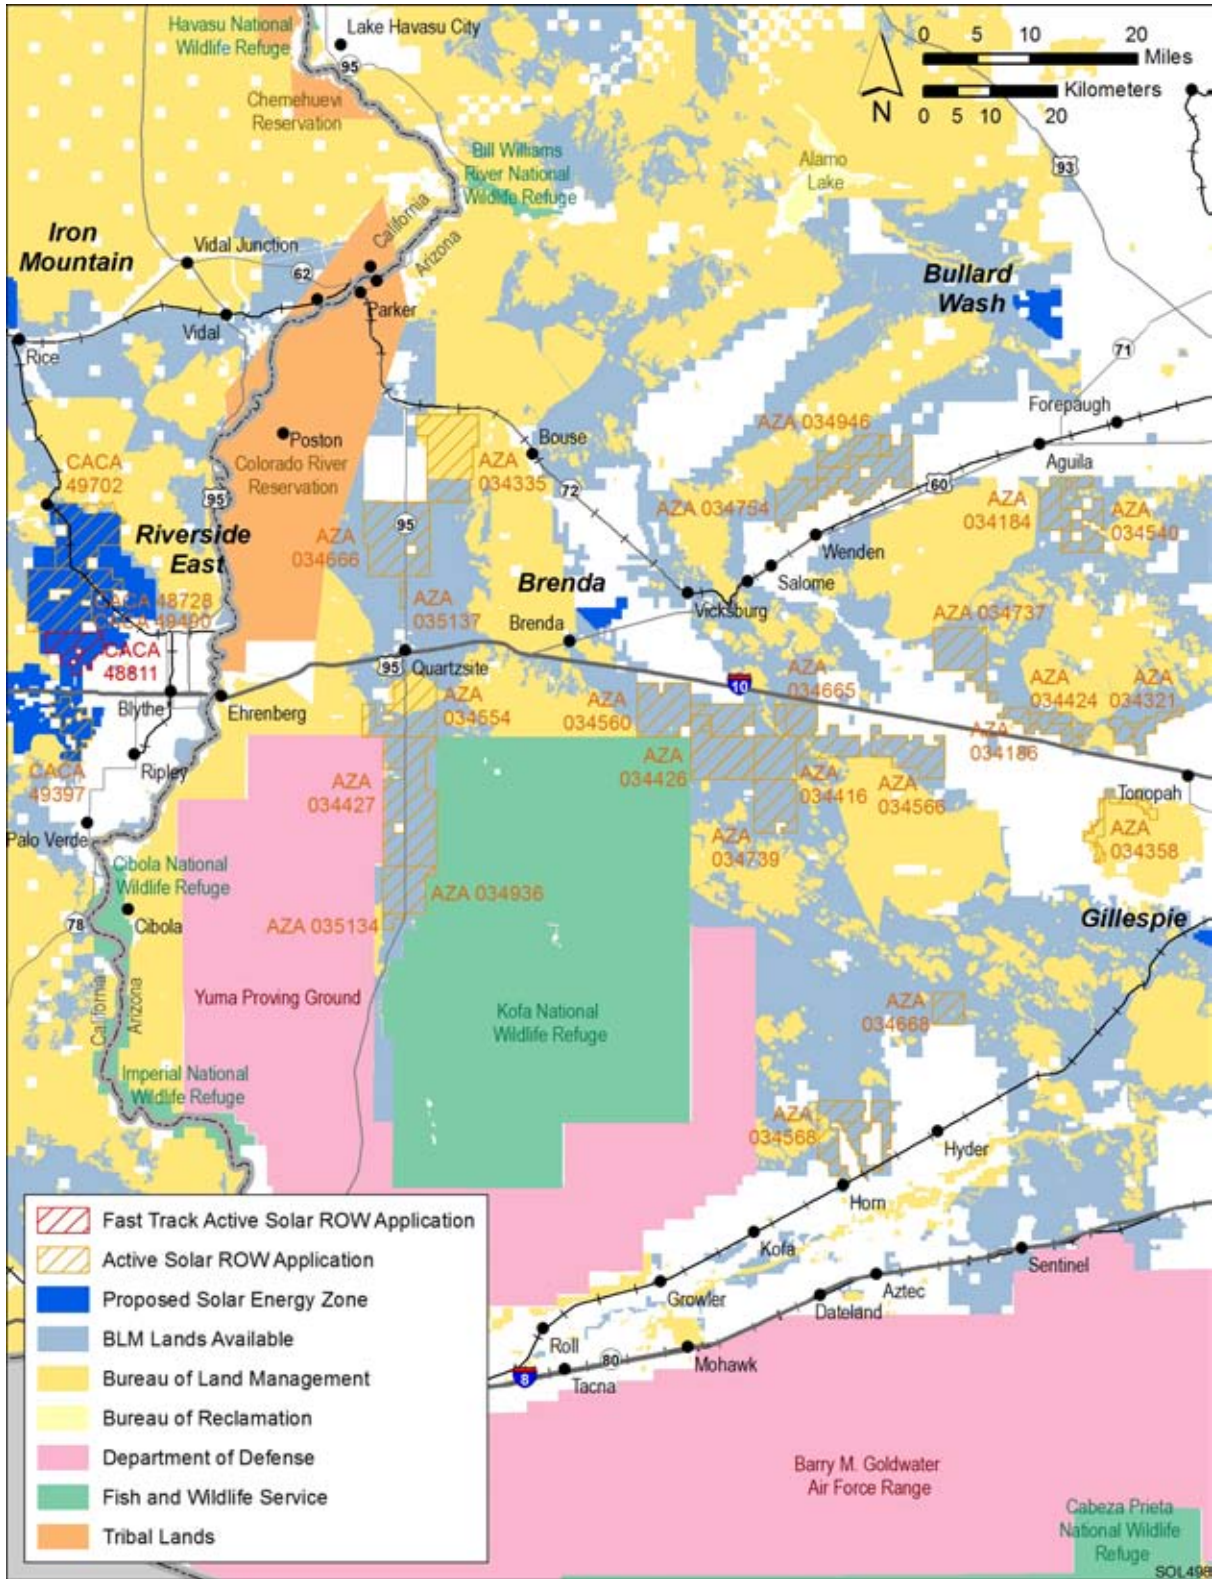 Havasu National
Wildlife Refuge
Lake Havasu City
95
Chemehuevi
Reservation
0 5 10 20
Miles
Kilometers
0 5 10 20
N
Bill Williams
River National
Wildlife Refuge
Alamo
Lake
93
California
Arizona
Iron
Mountain
Vidal Junction
62
Parker
Vidal
Rice
Bullard
Wash
71
Forepaugh
Aguila
60
Poston
Colorado River
Reservation
95
AZA
034335
Bouse
72
AZA 034946
AZA 034754
AZA
034184
AZA
034540
CACA
49702
Riverside
East
AZA
034666
95
Wenden
Salome
Vicksburg
Brenda
Brenda
CACA 48728
CACA 49490
CACA
48811
AZA
035137
AZA 034737
Quartzsite
95
10
Blythe
Ehrenberg
AZA
034554
AZA
034560
AZA
034665
AZA
034424
AZA
034321
AZA
034186
Ripley
CACA
49397
AZA
034427
AZA
034426
AZA
034416
AZA
034566
Tonopah
Palo Verde
AZA
034739
AZA
034358
Cibola National
Wildlife Refuge
78
Cibola
AZA 034936
AZA 035134
Gillespie
California
Arizona
Yuma Proving Ground
Kofa National
Wildlife Refuge
AZA
034668
Imperial National
Wildlife Refuge
AZA
034568
Hyder
Horn
Kofa
Growler
Sentinel
Aztec
Dateland
Roll
80
Mohawk
8
Tacna
Fast Track Active Solar ROW Application
Active Solar ROW Application
Proposed Solar Energy Zone
BLM Lands Available
Bureau of Land Management
Bureau of Reclamation
Department of Defense
Fish and Wildlife Service
Tribal Lands
Barry M. Goldwater
Air Force Range
Cabeza Prieta
National Wildlife
Refuge